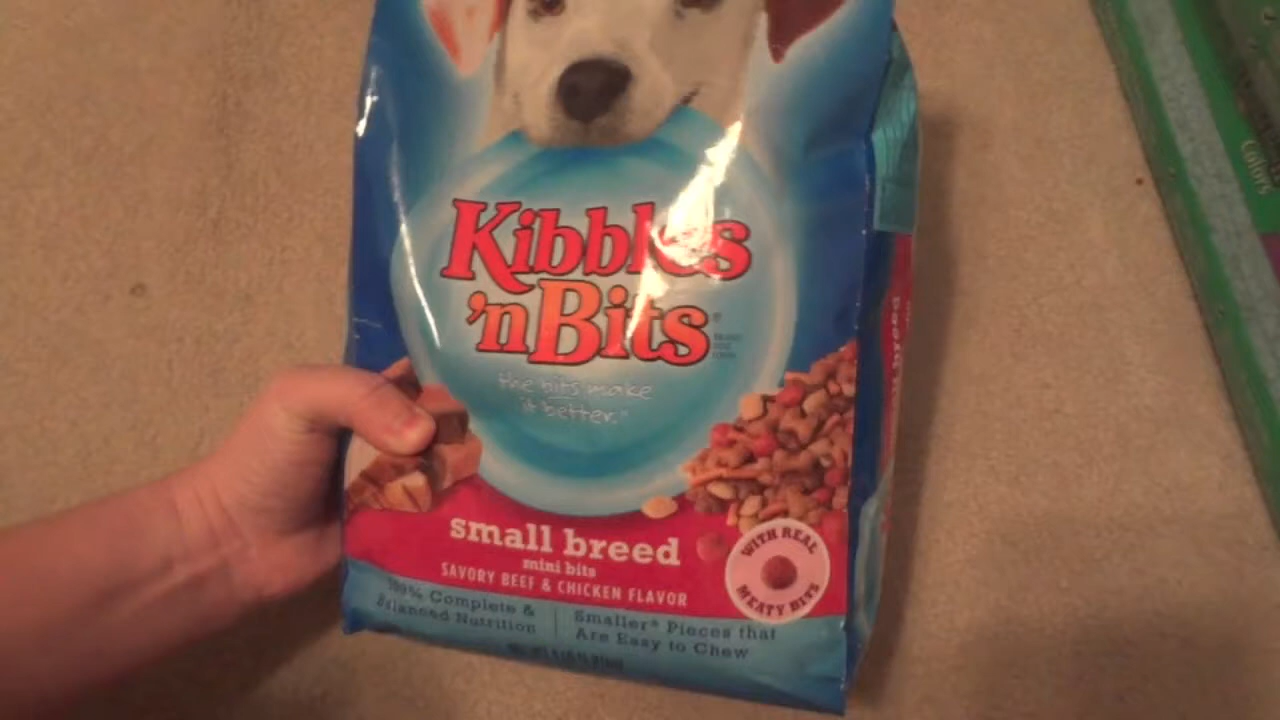 Kibbles
'n Bits
the bits make
it better.
small breed
mini bits
SAVORY BEEF & CHICKEN FLAVOR
WITH REAL
MEATY BITS
100% Complete &
Balanced Nutrition
Smaller* Pieces that
Are Easy to Chew